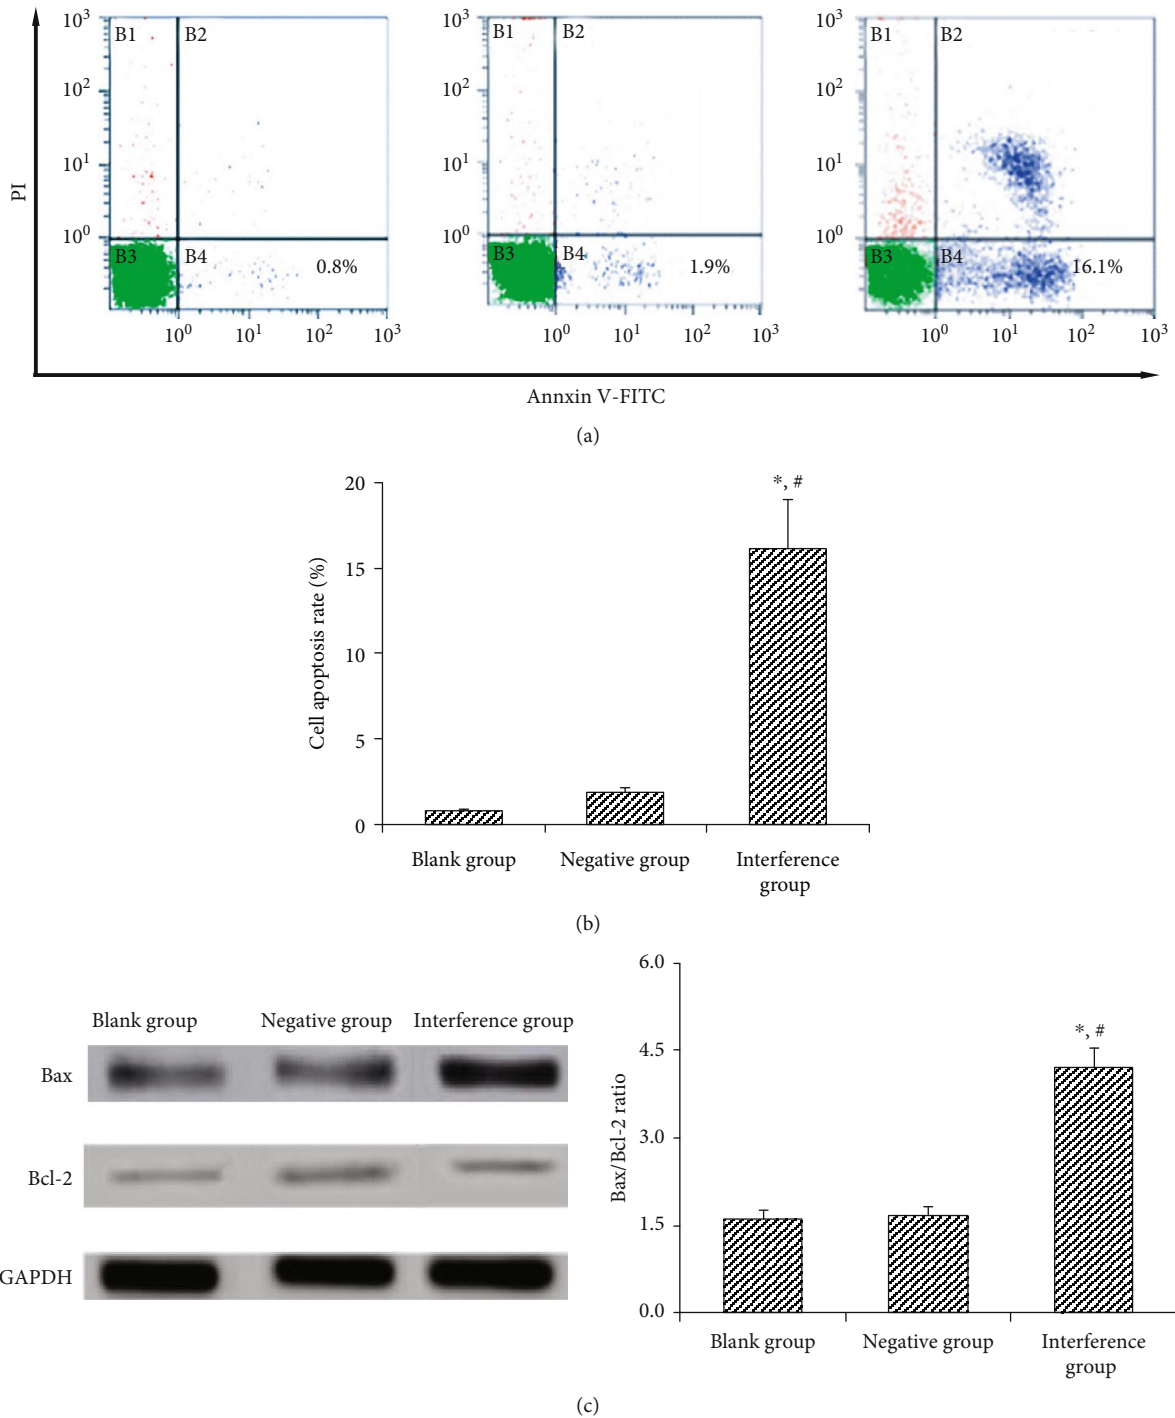 PI
10³
10²
10¹
10⁰
B1
B2
B3
B4
0.8%
10⁰ 10¹ 10² 10³
10³
10²
10¹
10⁰
B1
B2
B3
B4
1.9%
10⁰ 10¹ 10² 10³
10³
10²
10¹
10⁰
B1
B2
B3
B4
16.1%
10⁰ 10¹ 10² 10³
Annxin V-FITC
(a)
Cell apoptosis rate (%)
20
15
10
5
0
*, #
Blank group
Negative group
Interference
group
(b)
Blank group
Negative group
Interference group
Bax
Bcl-2
GAPDH
Bax/Bcl-2 ratio
6.0
4.5
3.0
1.5
0.0
*, #
Blank group
Negative group
Interference
group
(c)